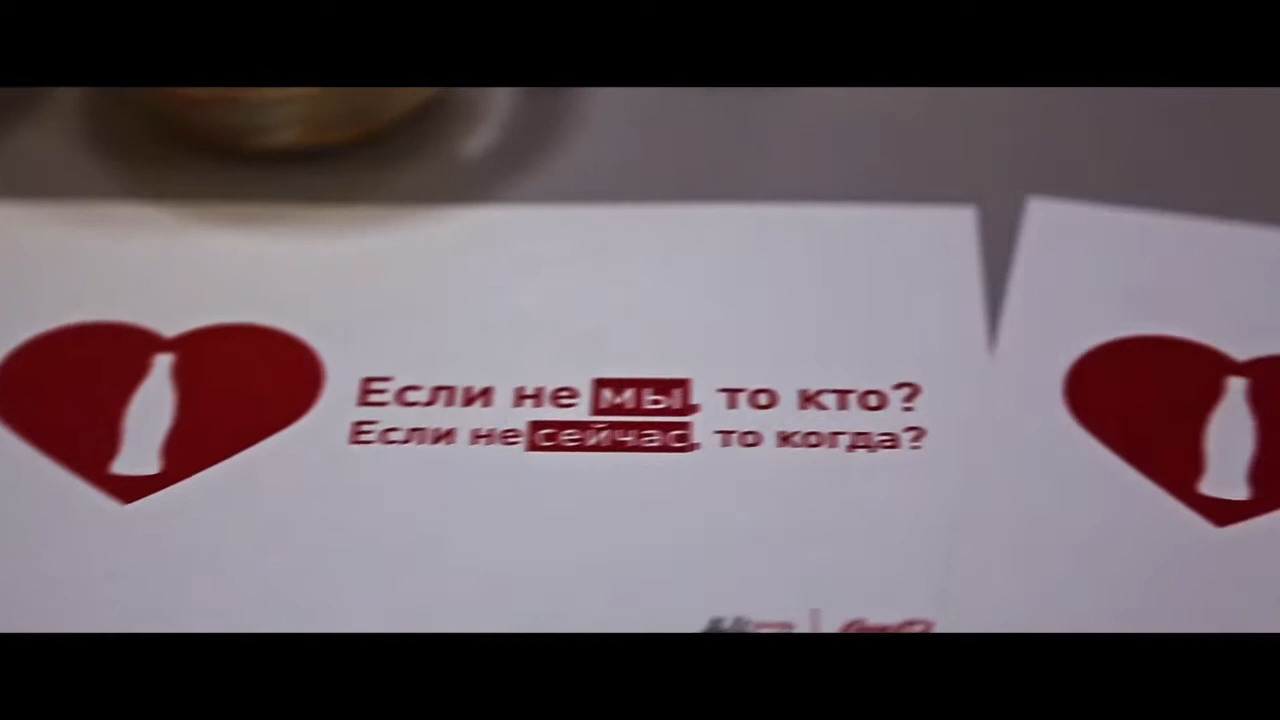 Если не мы, то кто?
Если не сейчас, то когда?